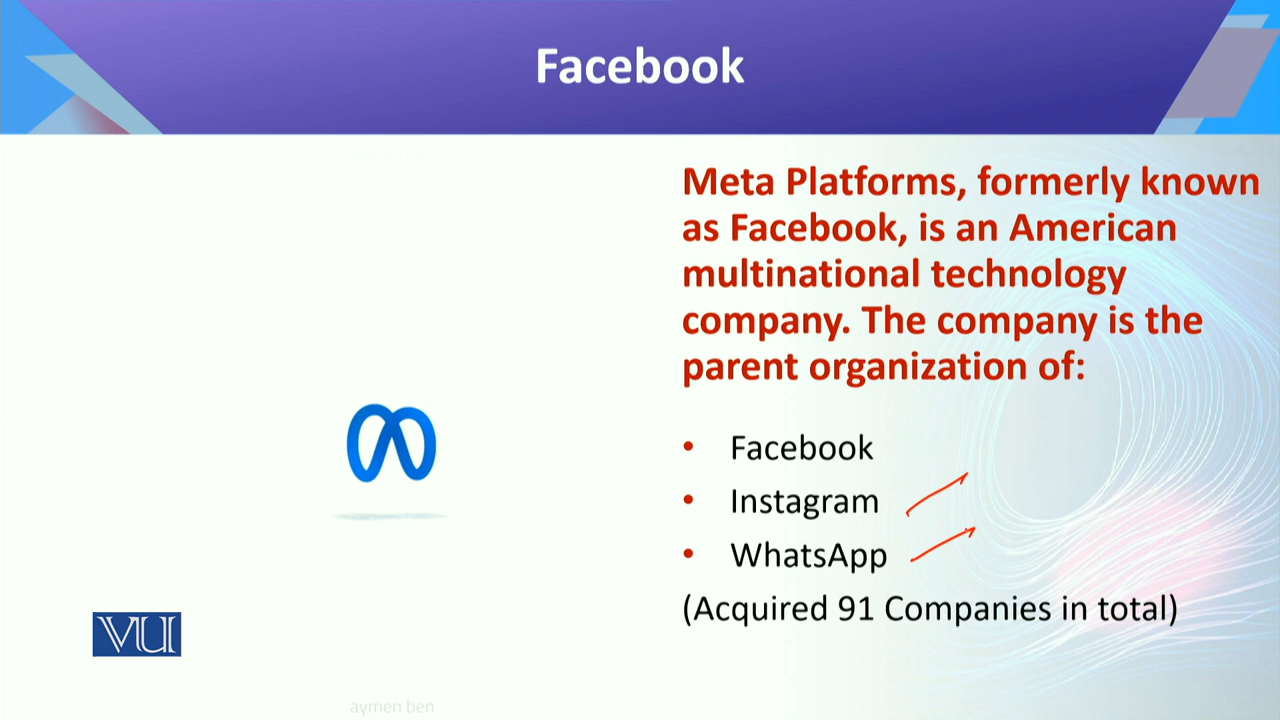 Facebook
Meta Platforms, formerly known
as Facebook, is an American
multinational technology
company. The company is the
parent organization of:
• Facebook
• Instagram
• WhatsApp
(Acquired 91 Companies in total)
VU
aymen ben